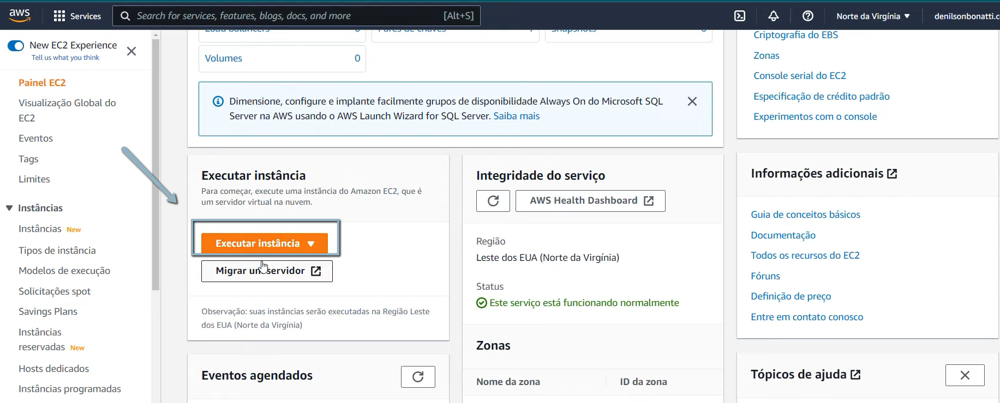 aws
Services
Search for services, features, blogs, docs, and more
[Alt+S]
Norte da Virgínia
denilsonbonatti.c
New EC2 Experience
Tell us what you think
Painel EC2
Visualização Global do
EC2
Eventos
Tags
Limites
Instâncias
Instâncias New
Tipos de instância
Modelos de execução
Solicitações spot
Savings Plans
Instâncias
reservadas New
Hosts dedicados
Instâncias programadas
Load balancers
Pares de chaves
Snapshots
Volumes 0
Dimensione, configure e implante facilmente grupos de disponibilidade Always On do Microsoft SQL
Server na AWS usando o AWS Launch Wizard for SQL Server. Saiba mais
Executar instância
Para começar, execute uma instância do Amazon EC2, que é
um servidor virtual na nuvem.
Executar instância
Migrar um servidor
Observação: suas instâncias serão executadas na Região Leste
dos EUA (Norte da Virgínia)
Eventos agendados
Integridade do serviço
AWS Health Dashboard
Região
Leste dos EUA (Norte da Virgínia)
Status
Este serviço está funcionando normalmente
Zonas
Nome da zona
ID da zona
Criptografia do EBS
Zonas
Console serial do EC2
Especificação de crédito padrão
Experimentos com o console
Informações adicionais
Guia de conceitos básicos
Documentação
Todos os recursos do EC2
Fóruns
Definição de preço
Entre em contato conosco
Tópicos de ajuda